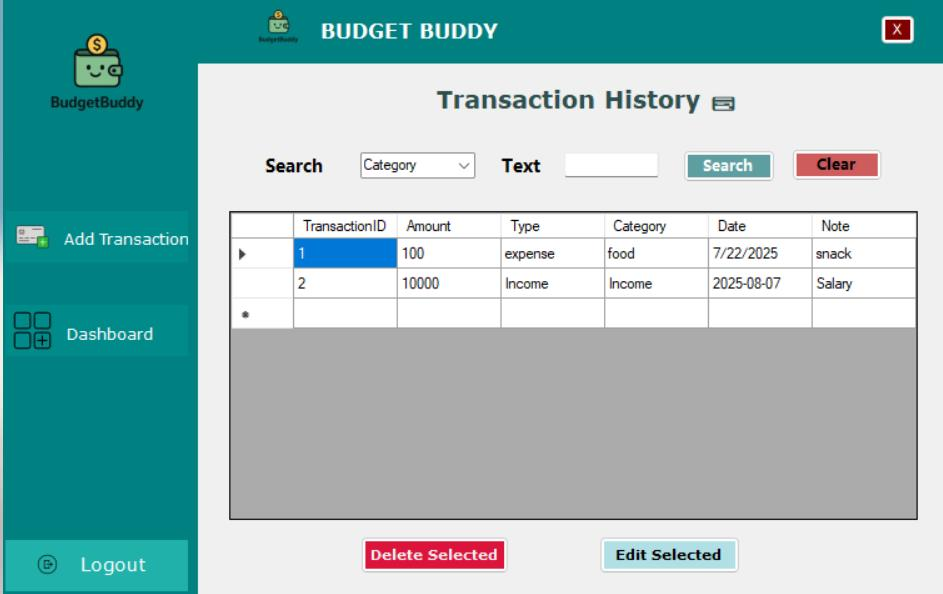 BudgetBuddy
BUDGET BUDDY
X
BudgetBuddy
Transaction History
Search Category Text Search Clear
Add Transaction
Dashboard
Logout
TransactionID Amount Type Category Date Note
1 100 expense food 7/22/2025 snack
2 10000 Income Income 2025-08-07 Salary
Delete Selected Edit Selected